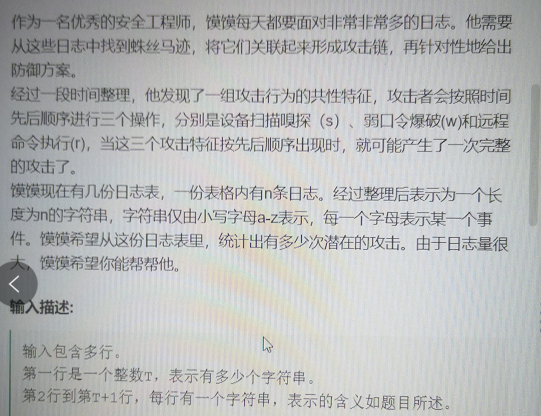 作为一名优秀的安全工程师，馍馍每天都要面对非常非常多的日志。他需要
从这些日志中找到蛛丝马迹，将它们关联起来形成攻击链，再针对性地给出
防御方案。
经过一段时间整理，他发现了一组攻击行为的共性特征，攻击者会按照时间
先后顺序进行三个操作，分别是设备扫描嗅探（s）、弱口令爆破(w)和远程
命令执行(r)，当这三个攻击特征按先后顺序出现时，就可能产生了一次完整
的攻击了。
馍馍现在有几份日志表，一份表格内有n条日志。经过整理后表示为一个长
度为n的字符串，字符串仅由小写字母a-z表示，每一个字母表示某一个事
件。馍馍希望从这份日志表里，统计出有多少次潜在的攻击。由于日志量很
大，馍馍希望你能帮帮他。
输入描述:
输入包含多行。
第一行是一个整数T，表示有多少个字符串。
第2行到第T+1行，每行有一个字符串，表示的含义如题目所述。